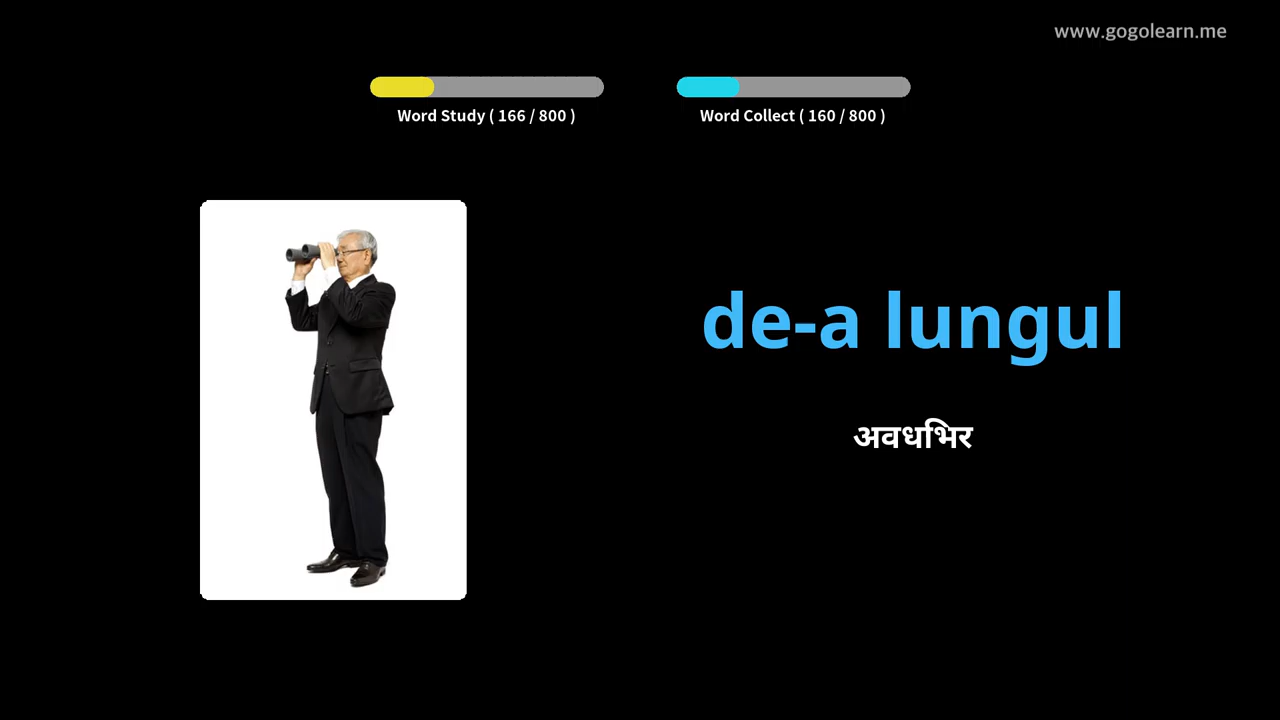 www.gogolearn.me
Word Study ( 166 / 800 )
Word Collect ( 160 / 800 )
de-a lungul
अवधभिर